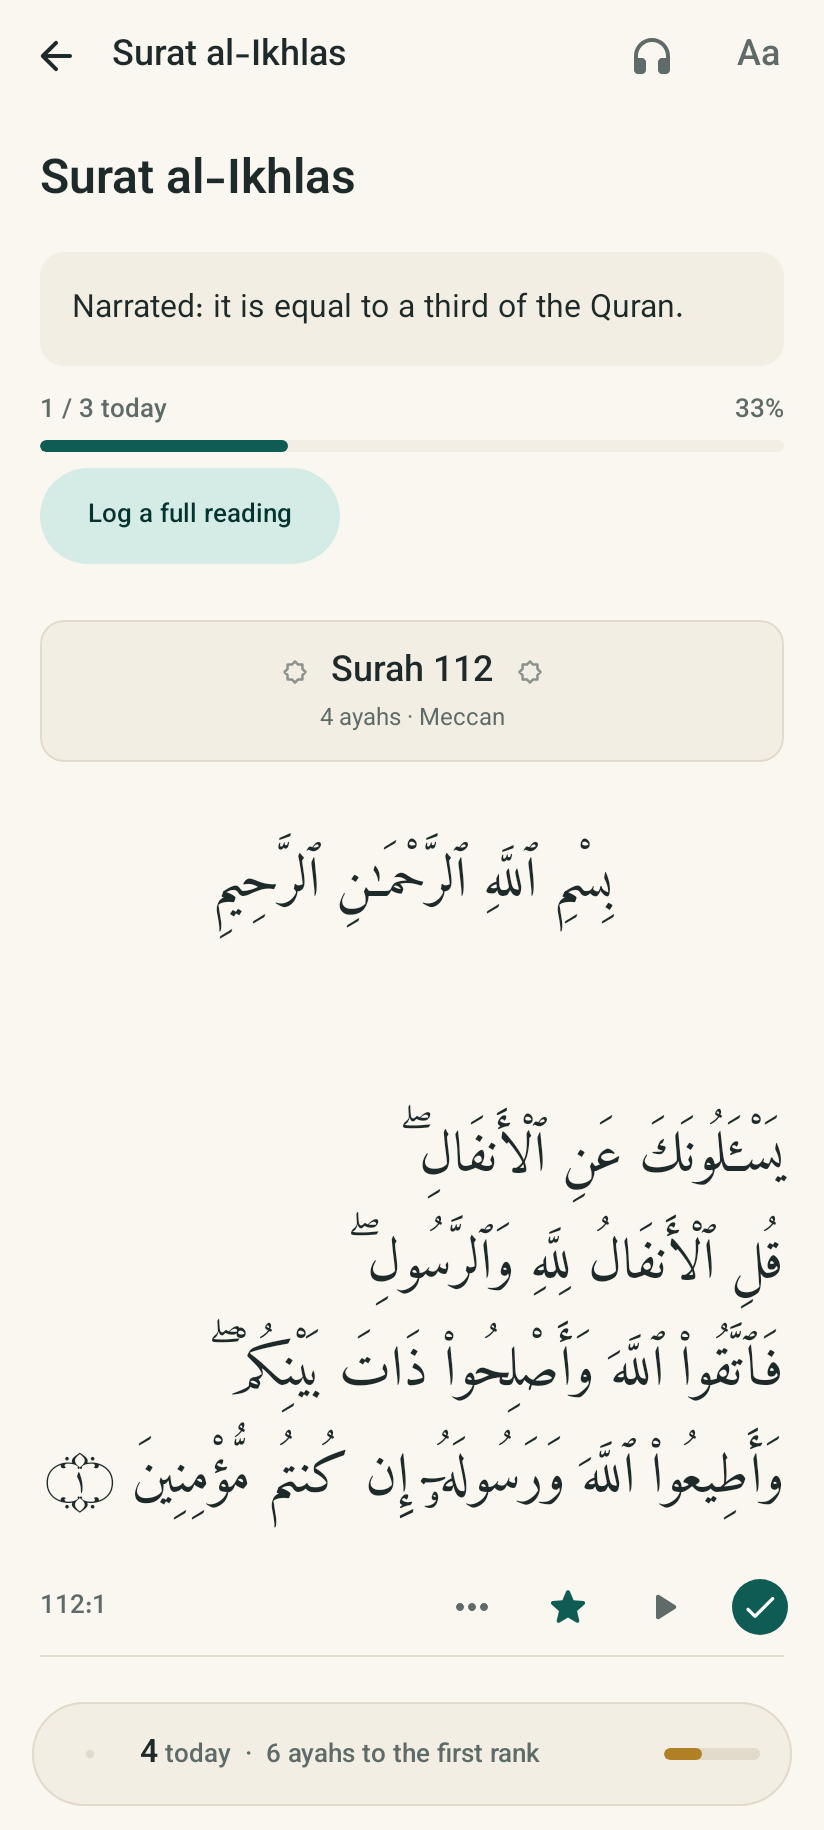 Surat al-Ikhlas
Aa
Surat al-Ikhlas
Narrated: it is equal to a third of the Quran.
1 / 3 today 33%
Log a full reading
Surah 112
4 ayahs · Meccan
بِسْمِ ٱللَّهِ ٱلرَّحْمَـٰنِ ٱلرَّحِيمِ
يَسْـَٔلُونَكَ عَنِ ٱلْأَنفَالِ ۖ
قُلِ ٱلْأَنفَالُ لِلَّهِ وَٱلرَّسُولِ ۖ
فَٱتَّقُوا۟ ٱللَّهَ وَأَصْلِحُوا۟ ذَاتَ بَيْنِكُمْ ۖ
وَأَطِيعُوا۟ ٱللَّهَ وَرَسُولَهُۥٓ إِن كُنتُم مُّؤْمِنِينَ ۝١
112:1
4 today · 6 ayahs to the first rank